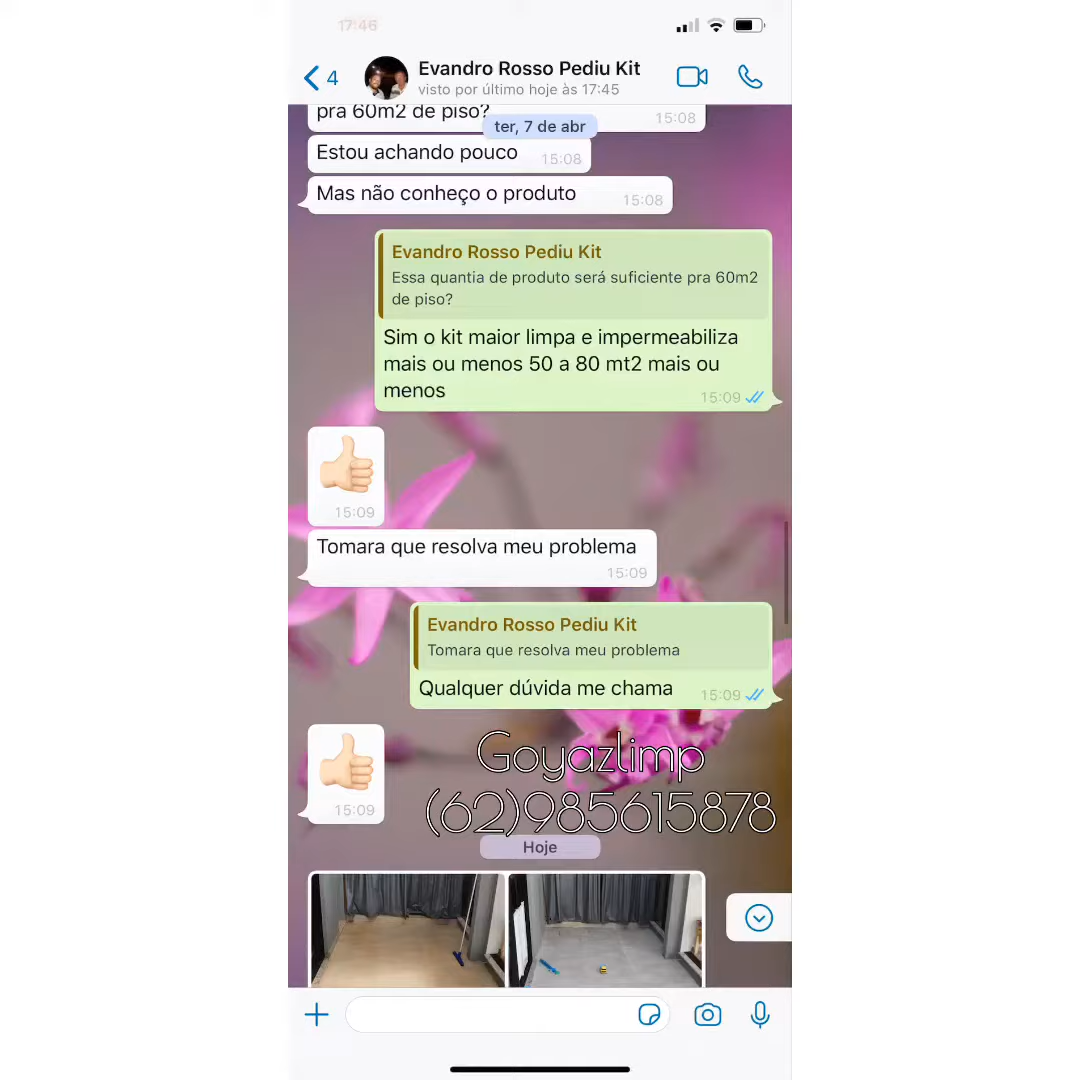 17:46
4
Evandro Rosso Pediu Kit
visto por último hoje às 17:45
pra 60m2 de piso?
15:08
ter, 7 de abr
Estou achando pouco
15:08
Mas não conheço o produto
15:08
Evandro Rosso Pediu Kit
Essa quantia de produto será suficiente pra 60m2
de piso?
Sim o kit maior limpa e impermeabiliza
mais ou menos 50 a 80 mt2 mais ou
menos
15:09
15:09
Tomara que resolva meu problema
15:09
Evandro Rosso Pediu Kit
Tomara que resolva meu problema
Qualquer dúvida me chama
15:09
15:09
Goyazlimp
(62)985615878
Hoje